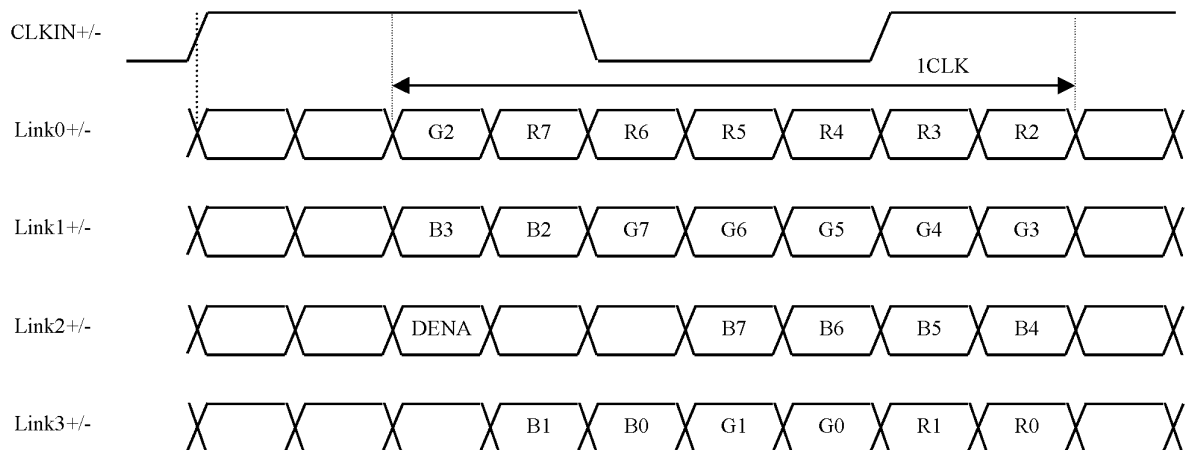 CLKIN+/-
1CLK
Link0+/- G2 R7 R6 R5 R4 R3 R2
Link1+/- B3 B2 G7 G6 G5 G4 G3
Link2+/- DENA B7 B6 B5 B4
Link3+/- B1 B0 G1 G0 R1 R0